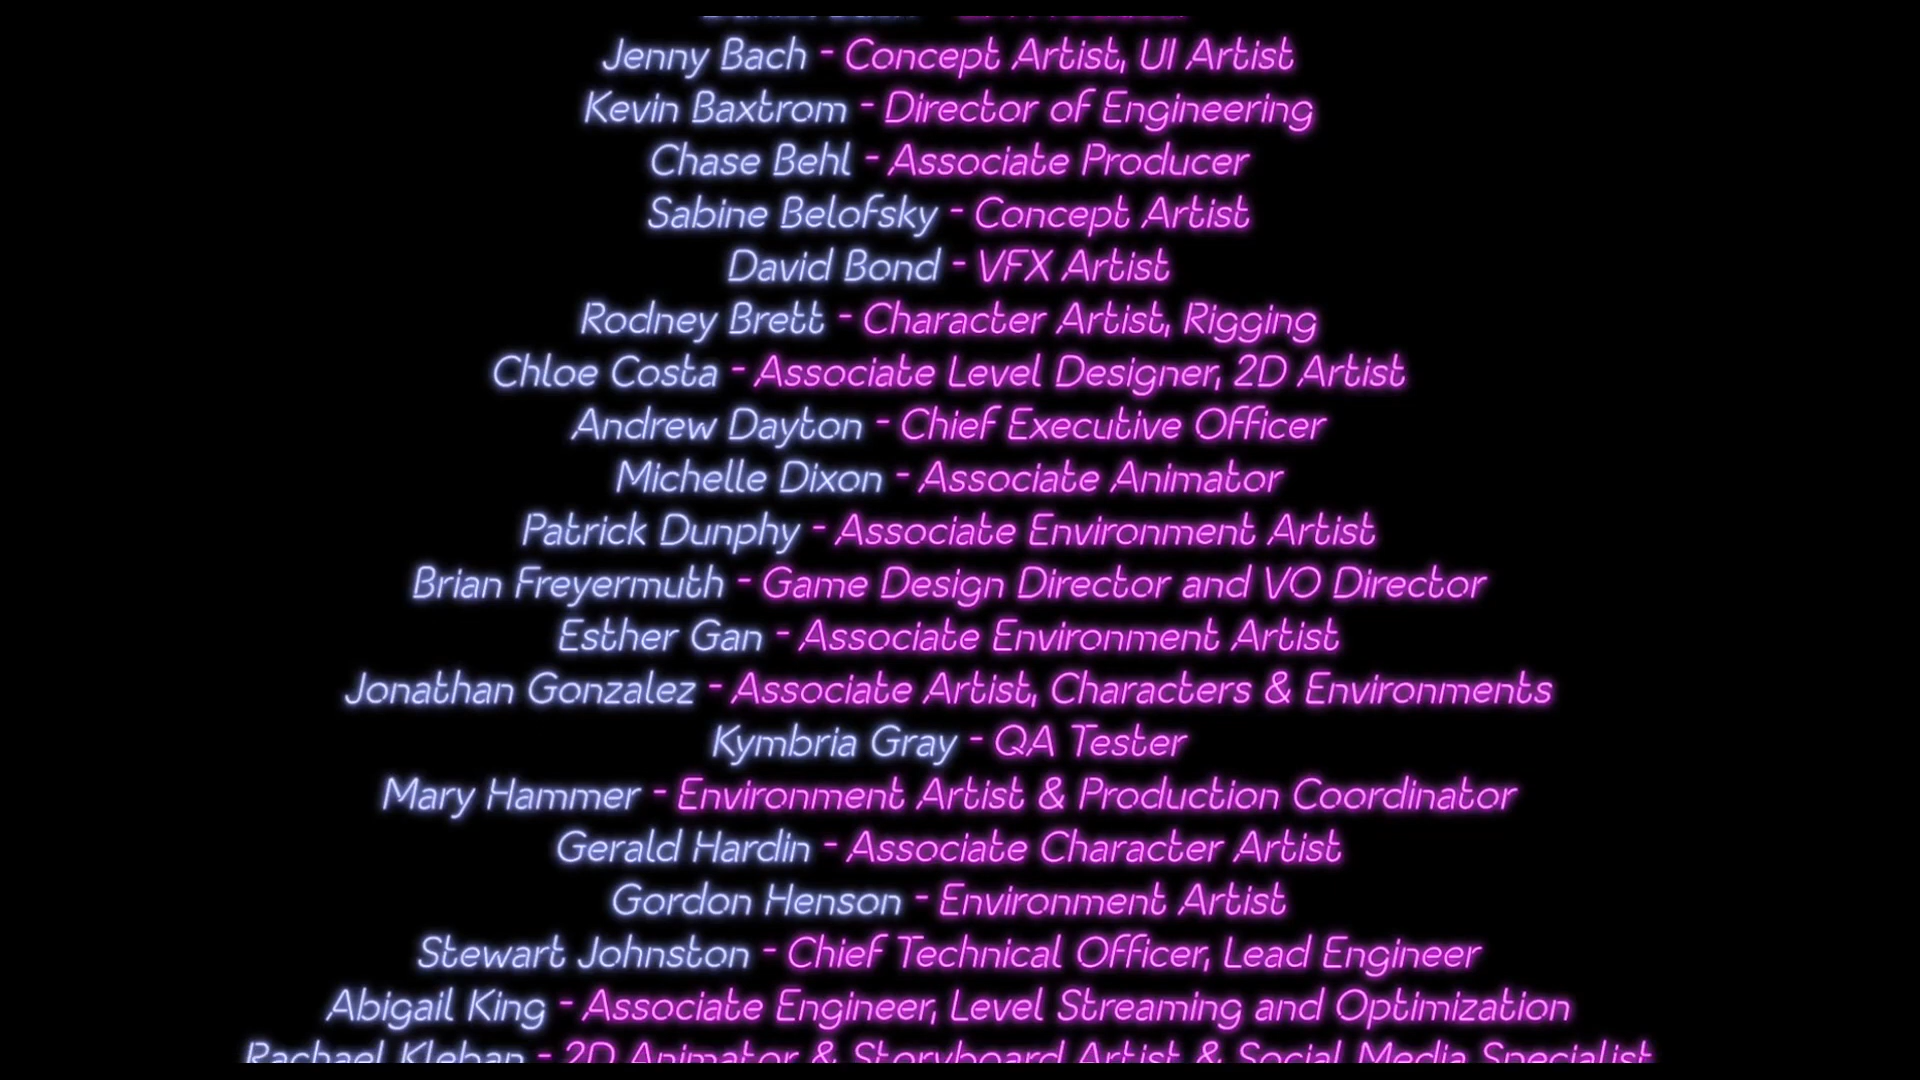 Jenny Bach - Concept Artist, UI Artist
Kevin Baxtrom - Director of Engineering
Chase Behl - Associate Producer
Sabine Belofsky - Concept Artist
David Bond - VFX Artist
Rodney Brett - Character Artist, Rigging
Chloe Costa - Associate Level Designer, 2D Artist
Andrew Dayton - Chief Executive Officer
Michelle Dixon - Associate Animator
Patrick Dunphy - Associate Environment Artist
Brian Freyermuth - Game Design Director and VO Director
Esther Gan - Associate Environment Artist
Jonathan Gonzalez - Associate Artist, Characters & Environments
Kymbria Gray - QA Tester
Mary Hammer - Environment Artist & Production Coordinator
Gerald Hardin - Associate Character Artist
Gordon Henson - Environment Artist
Stewart Johnston - Chief Technical Officer, Lead Engineer
Abigail King - Associate Engineer, Level Streaming and Optimization
Rachael Kleban - 2D Animator & Storyboard Artist & Social Media Specialist